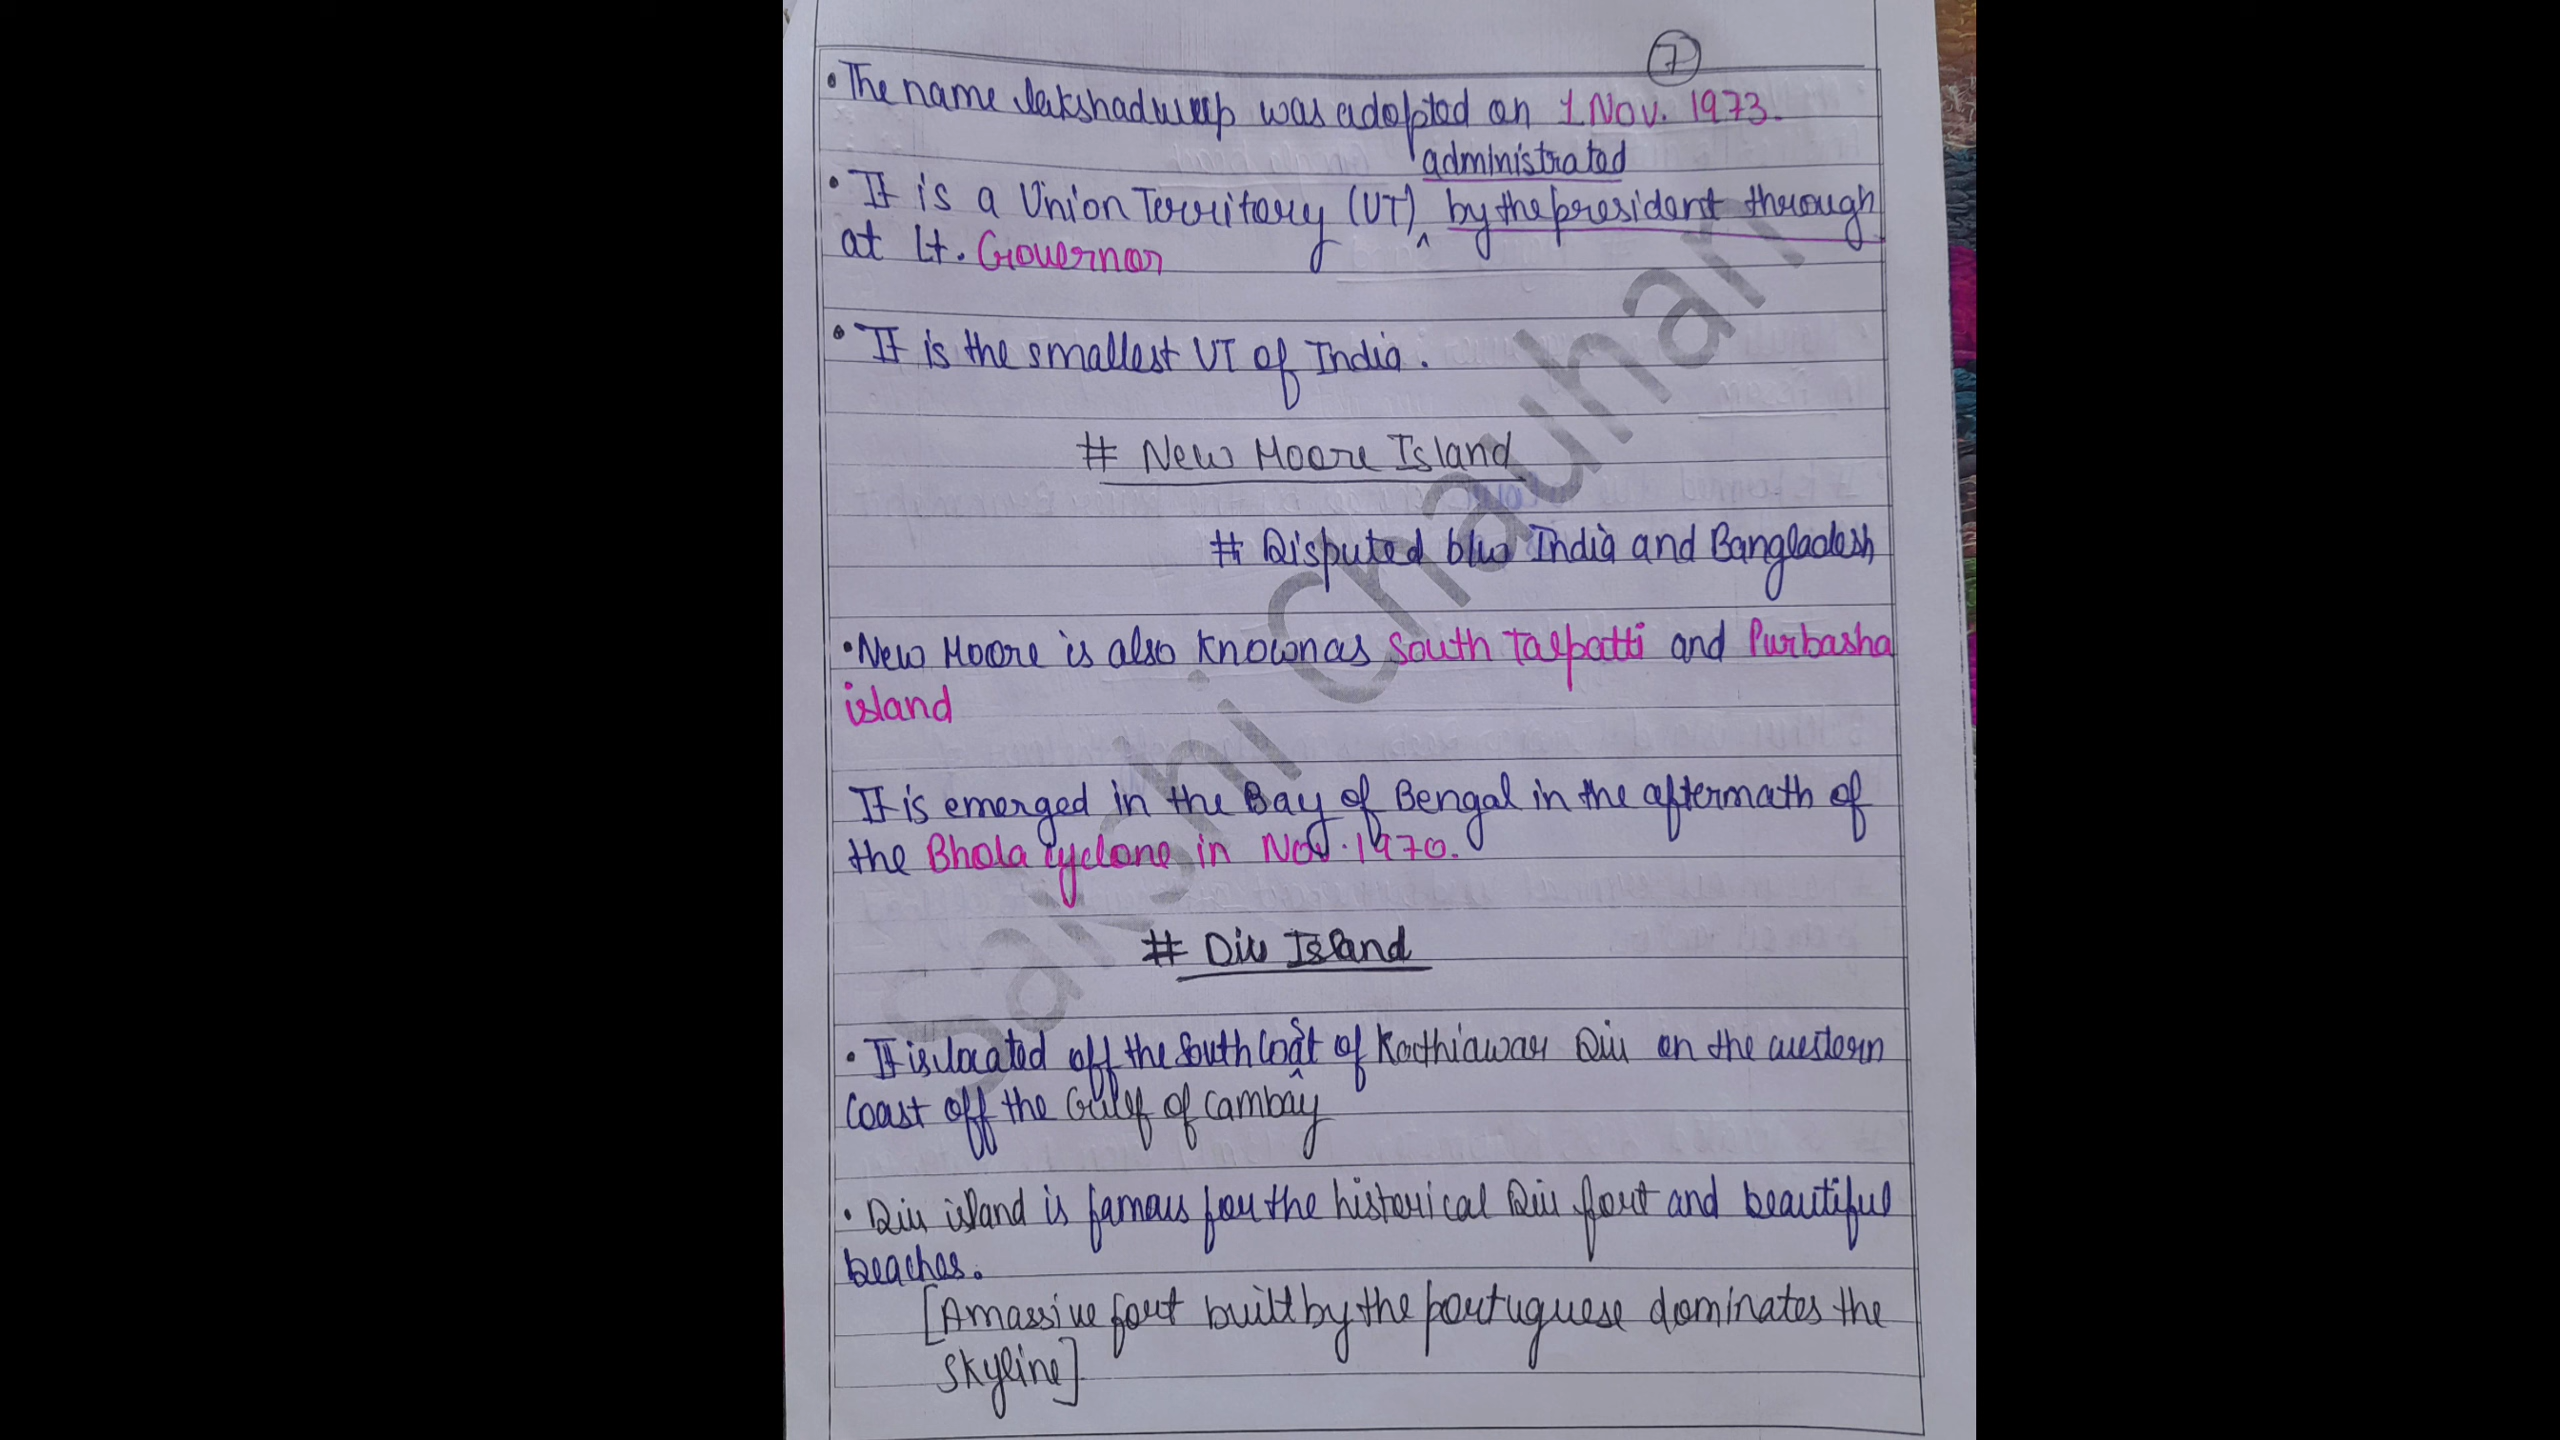 7
•The name lakshadweep was adopted on 1 Nov. 1973.
administrated
• It is a Union Territory (UT) ^ by the president through
at Lt. Governor
• It is the smallest UT of India.
# New Moore Island
# Disputed b/w India and Bangladesh
•New Moore is also known as South Talpatti and Purbasha
island
It is emerged in the Bay of Bengal in the aftermath of
the Bhola cyclone in Nov. 1970.
# Diu Island
• It is located off the South Coast of Kathiawar Diu on the western
coast off the Gulf of Cambay
• Diu island is famous for the historical Diu fort and beautiful
beaches.
[A massive fort built by the portuguese dominates the
skyline]
Sakshi Chauhan